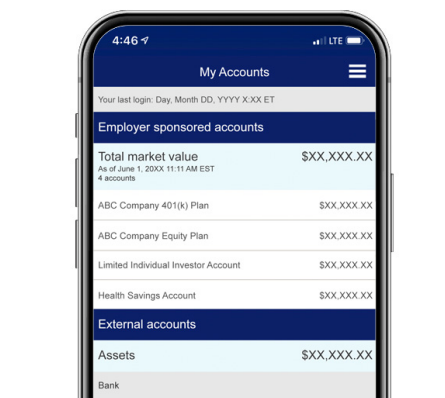 4:46
LTE
My Accounts
Your last login: Day, Month DD, YYYY X:XX ET
Employer sponsored accounts
Total market value $XX,XXX.XX
As of June 1, 20XX 11:11 AM EST
4 accounts
ABC Company 401(k) Plan $XX,XXX.XX
ABC Company Equity Plan $XX,XXX.XX
Limited Individual Investor Account $XX,XXX.XX
Health Savings Account $XX,XXX.XX
External accounts
Assets $XX,XXX.XX
Bank